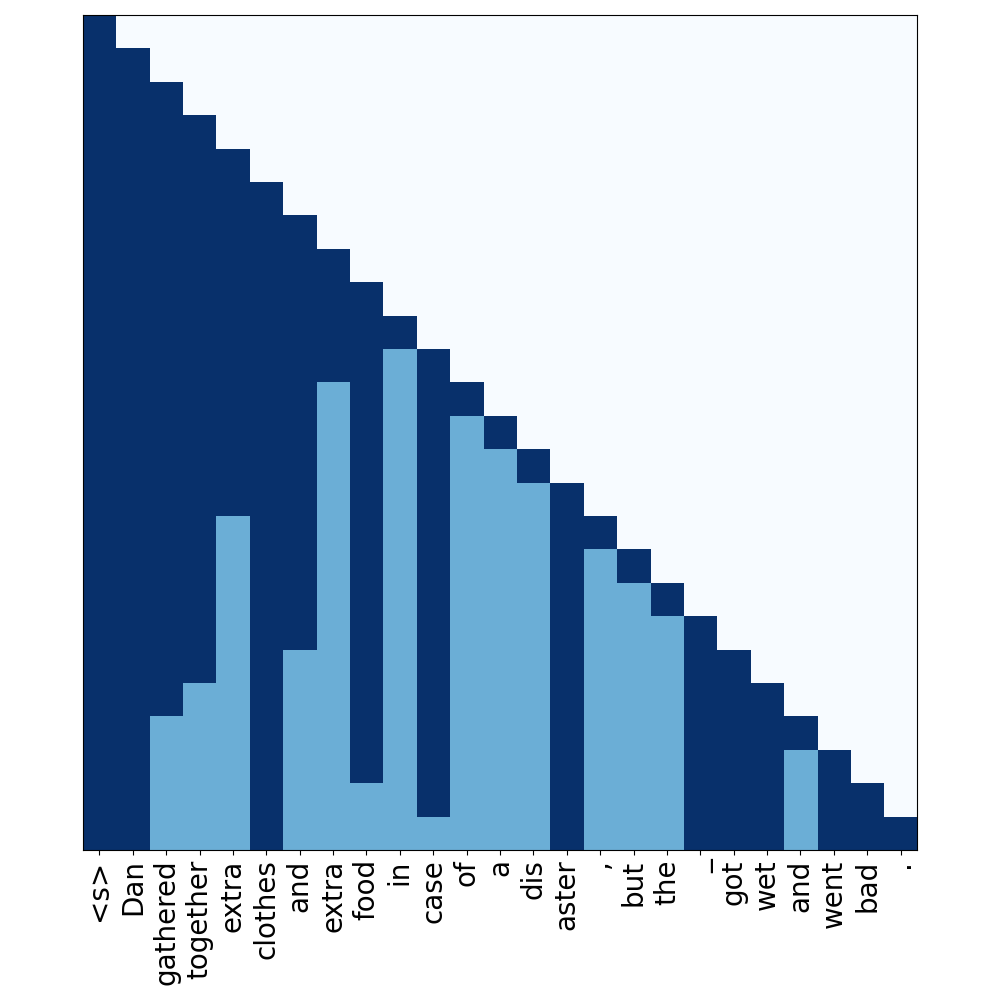 <s> Dan gathered together extra clothes and extra food in case of a dis aster , but the _ got wet and went bad .